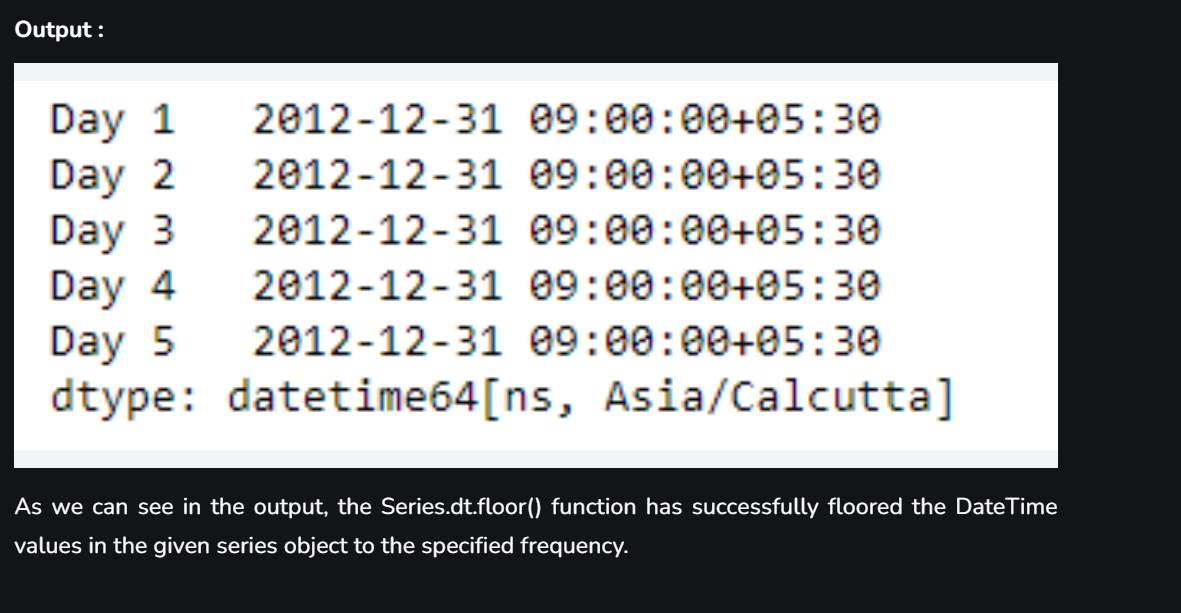 Output :
Day 1   2012-12-31 09:00:00+05:30
Day 2   2012-12-31 09:00:00+05:30
Day 3   2012-12-31 09:00:00+05:30
Day 4   2012-12-31 09:00:00+05:30
Day 5   2012-12-31 09:00:00+05:30
dtype: datetime64[ns, Asia/Calcutta]
As we can see in the output, the Series.dt.floor() function has successfully floored the DateTime
values in the given series object to the specified frequency.